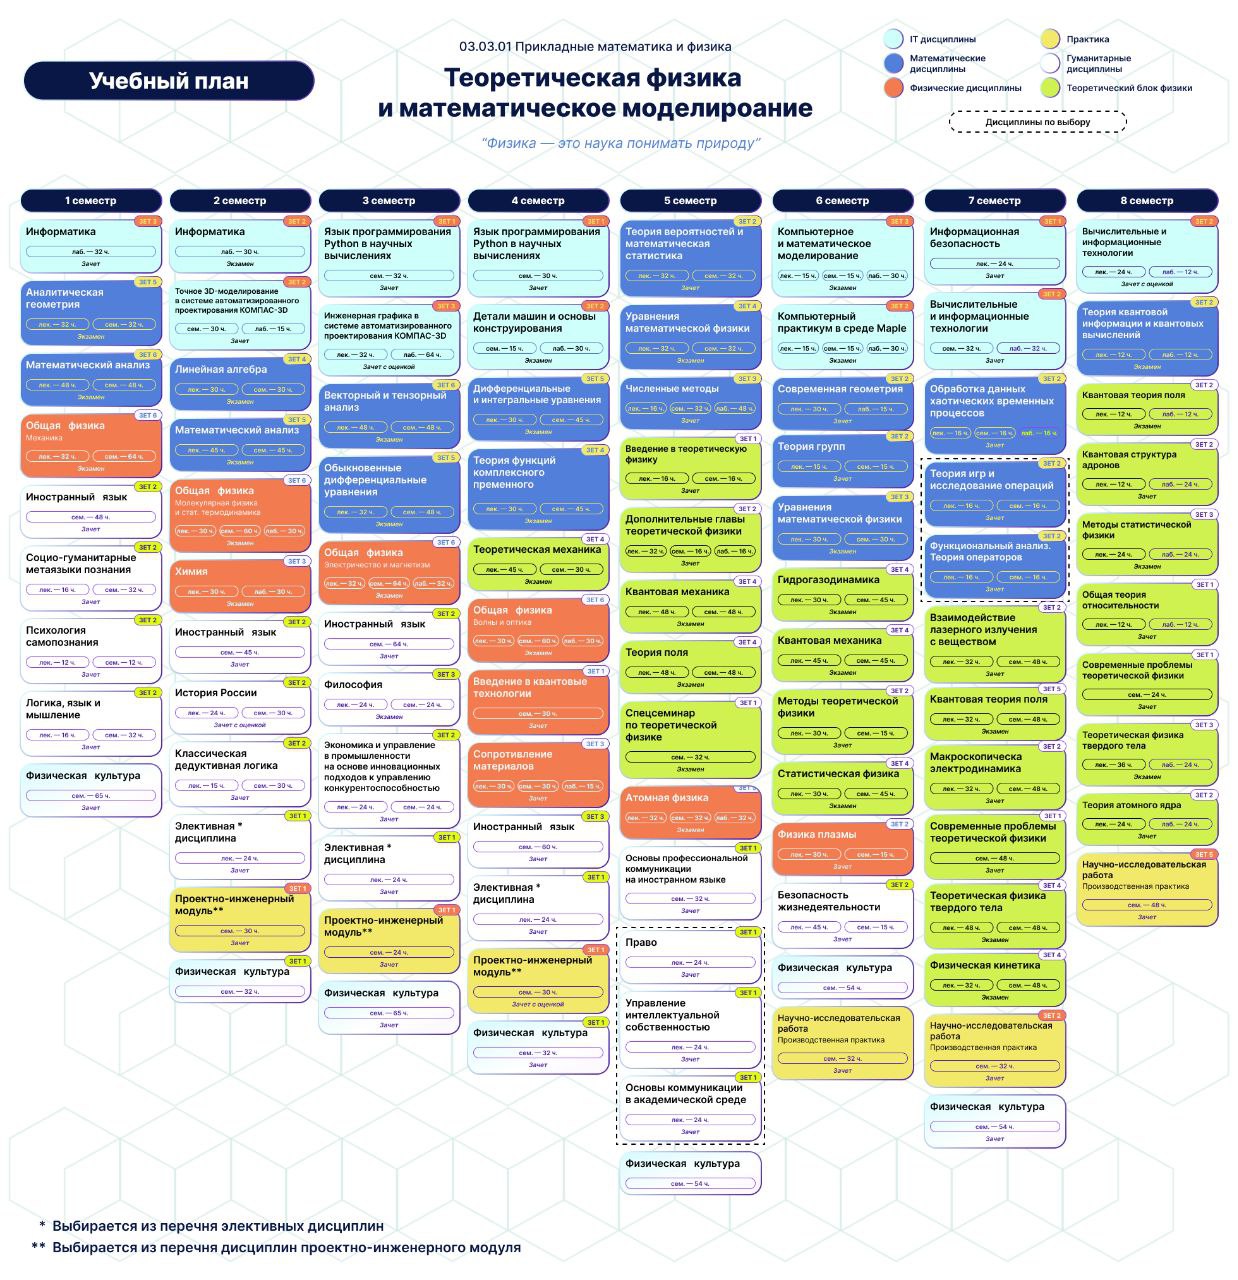 03.03.01 Прикладные математика и физика
Учебный план
Теоретическая физика
и математическое моделироание
“Физика — это наука понимать природу”
IT дисциплины
Математические
дисциплины
Физические дисциплины
Практика
Гуманитарные
дисциплины
Теоретический блок физики
Дисциплины по выбору
1 семестр
ЗЕТ 3
Информатика
лаб. — 32 ч.
Зачет
ЗЕТ 5
Аналитическая
геометрия
лек. — 32 ч. сем. — 32 ч.
Экзамен
ЗЕТ 6
Математический анализ
лек. — 48 ч. сем. — 48 ч.
Экзамен
ЗЕТ 6
Общая физика
Механика
лек. — 32 ч. сем. — 64 ч.
Экзамен
ЗЕТ 2
Иностранный язык
сем. — 48 ч.
Зачет
ЗЕТ 2
Социо-гуманитарные
метаязыки познания
лек. — 16 ч. сем. — 32 ч.
Зачет
ЗЕТ 2
Психология
самопознания
лек. — 12 ч. сем. — 12 ч.
Зачет
ЗЕТ 2
Логика, язык и
мышление
лек. — 16 ч. сем. — 32 ч.
Зачет
Физическая культура
сем. — 65 ч.
Зачет
2 семестр
ЗЕТ 2
Информатика
лаб. — 30 ч.
Экзамен
ЗЕТ 2
Точное 3D-моделирование
в системе автоматизированного
проектирования КОМПАС-3D
сем. — 30 ч. лаб. — 15 ч.
Зачет
ЗЕТ 4
Линейная алгебра
лек. — 30 ч. сем. — 30 ч.
Экзамен
ЗЕТ 5
Математический анализ
лек. — 45 ч. сем. — 45 ч.
Экзамен
ЗЕТ 6
Общая физика
Молекулярная физика
и стат. термодинамика
лек. — 30 ч. сем. — 60 ч. лаб. — 30 ч.
Экзамен
ЗЕТ 3
Химия
лек. — 30 ч. лаб. — 30 ч.
Экзамен
ЗЕТ 2
Иностранный язык
сем. — 45 ч.
Зачет
ЗЕТ 2
История России
лек. — 24 ч. сем. — 30 ч.
Зачет с оценкой
ЗЕТ 2
Классическая
дедуктивная логика
лек. — 15 ч. сем. — 30 ч.
Зачет
ЗЕТ 1
Элективная *
дисциплина
лек. — 24 ч.
Зачет
ЗЕТ 1
Проектно-инженерный
модуль**
сем. — 30 ч.
Зачет
ЗЕТ 1
Физическая культура
сем. — 32 ч.
Зачет
3 семестр
ЗЕТ 1
Язык программирования
Python в научных
вычислениях
сем. — 32 ч.
Зачет
ЗЕТ 3
Инженерная графика в
системе автоматизированного
проектирования КОМПАС-3D
лек. — 32 ч. лаб. — 64 ч.
Зачет с оценкой
ЗЕТ 6
Векторный и тензорный
анализ
лек. — 48 ч. сем. — 48 ч.
Экзамен
ЗЕТ 5
Обыкновенные
дифференциальные
уравнения
лек. — 32 ч. сем. — 48 ч.
Экзамен
ЗЕТ 6
Общая физика
Электричество и магнетизм
лек. — 32 ч. сем. — 64 ч. лаб. — 32 ч.
Экзамен
ЗЕТ 2
Иностранный язык
сем. — 64 ч.
Зачет
ЗЕТ 3
Философия
лек. — 24 ч. сем. — 24 ч.
Экзамен
ЗЕТ 2
Экономика и управление
в промышленности
на основе инновационных
подходов к управлению
конкурентоспособностью
лек. — 24 ч. сем. — 24 ч.
Зачет
ЗЕТ 1
Элективная *
дисциплина
лек. — 24 ч.
Зачет
ЗЕТ 1
Проектно-инженерный
модуль**
сем. — 24 ч.
Зачет
Физическая культура
сем. — 65 ч.
Зачет
4 семестр
ЗЕТ 1
Язык программирования
Python в научных
вычислениях
сем. — 30 ч.
Зачет
ЗЕТ 2
Детали машин и основы
конструирования
сем. — 15 ч. лаб. — 30 ч.
Экзамен
ЗЕТ 5
Дифференциальные
и интегральные уравнения
лек. — 30 ч. сем. — 45 ч.
Экзамен
ЗЕТ 4
Теория функций
комплексного
пременного
лек. — 30 ч. сем. — 45 ч.
Экзамен
ЗЕТ 4
Теоретическая механика
лек. — 45 ч. сем. — 30 ч.
Экзамен
ЗЕТ 6
Общая физика
Волны и оптика
лек. — 30 ч. сем. — 60 ч. лаб. — 30 ч.
Экзамен
ЗЕТ 1
Введение в квантовые
технологии
сем. — 30 ч.
Зачет
ЗЕТ 3
Сопротивление
материалов
лек. — 30 ч. сем. — 30 ч. лаб. — 15 ч.
Зачет
ЗЕТ 3
Иностранный язык
сем. — 60 ч.
Зачет
ЗЕТ 1
Элективная *
дисциплина
лек. — 24 ч.
Зачет
ЗЕТ 1
Проектно-инженерный
модуль**
сем. — 30 ч.
Зачет с оценкой
ЗЕТ 1
Физическая культура
сем. — 32 ч.
Зачет
5 семестр
ЗЕТ 2
Теория вероятностей и
математическая
статистика
лек. — 32 ч. сем. — 32 ч.
Зачет
ЗЕТ 4
Уравнения
математической физики
лек. — 32 ч. сем. — 32 ч.
Экзамен
ЗЕТ 3
Численные методы
лек. — 16 ч. сем. — 32 ч. лаб. — 48 ч.
Зачет
ЗЕТ 1
Введение в теоретическую
физику
лек. — 16 ч. сем. — 16 ч.
Зачет
ЗЕТ 2
Дополнительные главы
теоретической физики
лек. — 32 ч. сем. — 16 ч. лаб. — 16 ч.
Зачет
ЗЕТ 4
Квантовая механика
лек. — 48 ч. сем. — 48 ч.
Экзамен
ЗЕТ 4
Теория поля
лек. — 48 ч. сем. — 48 ч.
Экзамен
ЗЕТ 1
Спецсеминар
по теоретической
физике
сем. — 32 ч.
Экзамен
Атомная физика
лек. — 32 ч. сем. — 32 ч. лаб. — 32 ч.
Экзамен
ЗЕТ 1
Основы профессиональной
коммуникации
на иностранном языке
сем. — 32 ч.
Зачет
ЗЕТ 1
Право
лек. — 24 ч.
Зачет
ЗЕТ 1
Управление
интеллектуальной
собственностью
лек. — 24 ч.
Зачет
ЗЕТ 1
Основы коммуникации
в академической среде
лек. — 24 ч.
Зачет
Физическая культура
сем. — 54 ч.
6 семестр
ЗЕТ 3
Компьютерное
и математическое
моделирование
лек. — 15 ч. сем. — 15 ч. лаб. — 30 ч.
Экзамен
ЗЕТ 3
Компьютерный
практикум в среде Maple
лек. — 15 ч. сем. — 15 ч. лаб. — 30 ч.
Экзамен
ЗЕТ 2
Современная геометрия
лек. — 30 ч. лаб. — 15 ч.
Зачет
ЗЕТ 2
Теория групп
лек. — 15 ч. сем. — 15 ч.
Зачет
ЗЕТ 3
Уравнения
математической физики
лек. — 30 ч. сем. — 30 ч.
Экзамен
ЗЕТ 4
Гидрогазодинамика
лек. — 30 ч. сем. — 45 ч.
Экзамен
ЗЕТ 4
Квантовая механика
лек. — 45 ч. сем. — 45 ч.
Экзамен
ЗЕТ 2
Методы теоретической
физики
лек. — 30 ч. сем. — 15 ч.
Экзамен
ЗЕТ 4
Статистическая физика
лек. — 30 ч. сем. — 45 ч.
Экзамен
ЗЕТ 2
Физика плазмы
лек. — 30 ч. сем. — 15 ч.
Зачет
ЗЕТ 2
Безопасность
жизнедеятельности
лек. — 45 ч. сем. — 15 ч.
Зачет
Физическая культура
сем. — 54 ч.
Научно-исследовательская
работа
Производственная практика
сем. — 32 ч.
Зачет
7 семестр
ЗЕТ 1
Информационная
безопасность
лек. — 24 ч.
Зачет
ЗЕТ 2
Вычислительные
и информационные
технологии
сем. — 32 ч. лаб. — 32 ч.
Зачет
ЗЕТ 2
Обработка данных
хаотических временных
процессов
лек. — 16 ч. сем. — 16 ч. лаб. — 16 ч.
Зачет
ЗЕТ 2
Теория игр и
исследование операций
лек. — 16 ч. сем. — 16 ч.
Зачет
ЗЕТ 2
Функциональный анализ.
Теория операторов
лек. — 16 ч. сем. — 16 ч.
Зачет
ЗЕТ 2
Взаимодействие
лазерного излучения
с веществом
лек. — 32 ч. сем. — 48 ч.
Зачет
ЗЕТ 5
Квантовая теория поля
лек. — 32 ч. сем. — 48 ч.
Экзамен
ЗЕТ 2
Макроскопическа
электродинамика
лек. — 32 ч. сем. — 48 ч.
Зачет
ЗЕТ 1
Современные проблемы
теоретической физики
сем. — 48 ч.
Зачет
ЗЕТ 4
Теоретическая физика
твердого тела
лек. — 48 ч. сем. — 48 ч.
Экзамен
ЗЕТ 4
Физическая кинетика
лек. — 32 ч. сем. — 48 ч.
Экзамен
ЗЕТ 2
Научно-исследовательская
работа
Производственная практика
сем. — 32 ч.
Зачет
Физическая культура
сем. — 54 ч.
Зачет
8 семестр
ЗЕТ 2
Вычислительные и
информационные
технологии
лек. — 24 ч. лаб. — 12 ч.
Зачет с оценкой
ЗЕТ 2
Теория квантовой
информации и квантовых
вычислений
лек. — 12 ч. лаб. — 12 ч.
Экзамен
ЗЕТ 2
Квантовая теория поля
лек. — 12 ч. лаб. — 12 ч.
Экзамен
ЗЕТ 2
Квантовая структура
адронов
лек. — 12 ч. лаб. — 24 ч.
Зачет
ЗЕТ 3
Методы статистической
физики
лек. — 24 ч. лаб. — 24 ч.
Экзамен
ЗЕТ 1
Общая теория
относительности
лек. — 12 ч. лаб. — 12 ч.
Зачет
ЗЕТ 1
Современные проблемы
теоретической физики
сем. — 24 ч.
Зачет
ЗЕТ 3
Теоретическая физика
твердого тела
лек. — 36 ч. лаб. — 24 ч.
Экзамен
ЗЕТ 2
Теория атомного ядра
лек. — 24 ч. лаб. — 24 ч.
Зачет
ЗЕТ 5
Научно-исследовательская
работа
Производственная практика
сем. — 48 ч.
Зачет
* Выбирается из перечня элективных дисциплин
** Выбирается из перечня дисциплин проектно-инженерного модуля